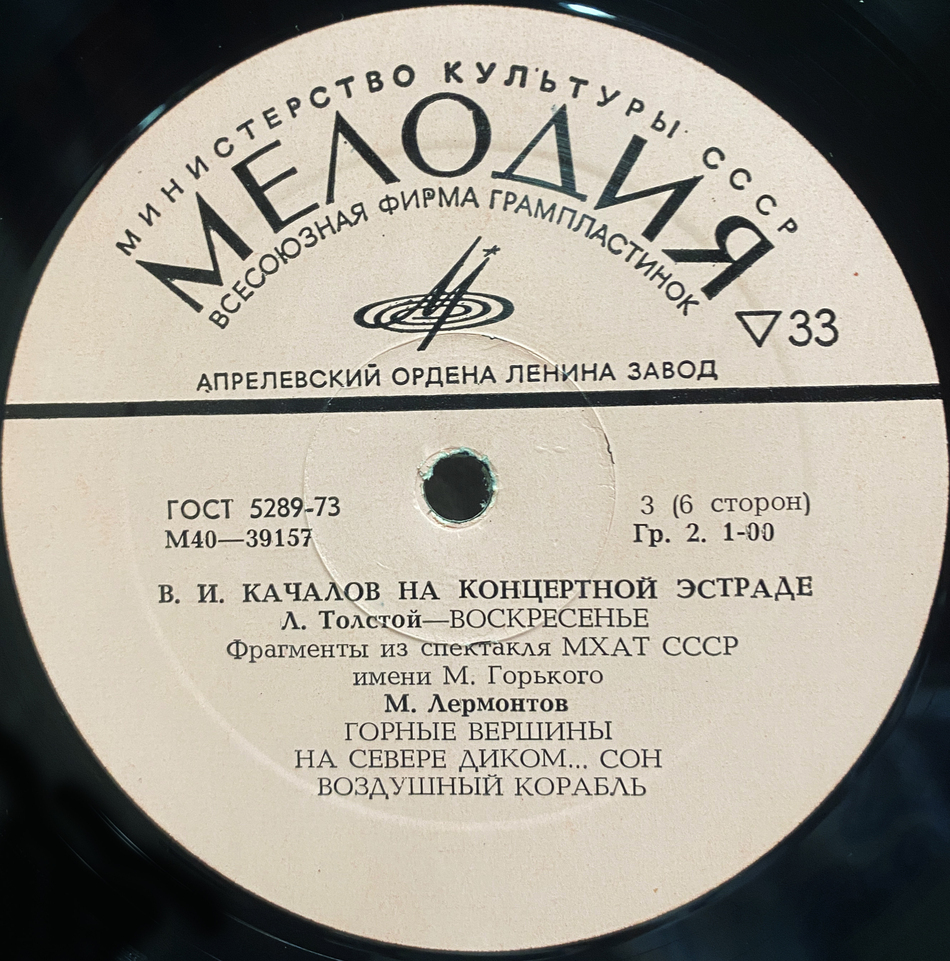 МИНИСТЕРСТВО КУЛЬТУРЫ СССР
МЕЛОДИЯ
ВСЕСОЮЗНАЯ ФИРМА ГРАМПЛАСТИНОК
▽33
АПРЕЛЕВСКИЙ ОРДЕНА ЛЕНИНА ЗАВОД
ГОСТ 5289-73
3 (6 сторон)
М40—39157
Гр. 2. 1-00
В. И. КАЧАЛОВ НА КОНЦЕРТНОЙ ЭСТРАДЕ
Л. Толстой—ВОСКРЕСЕНЬЕ
Фрагменты из спектакля МХАТ СССР
имени М. Горького
М. Лермонтов
ГОРНЫЕ ВЕРШИНЫ
НА СЕВЕРЕ ДИКОМ... СОН
ВОЗДУШНЫЙ КОРАБЛЬ